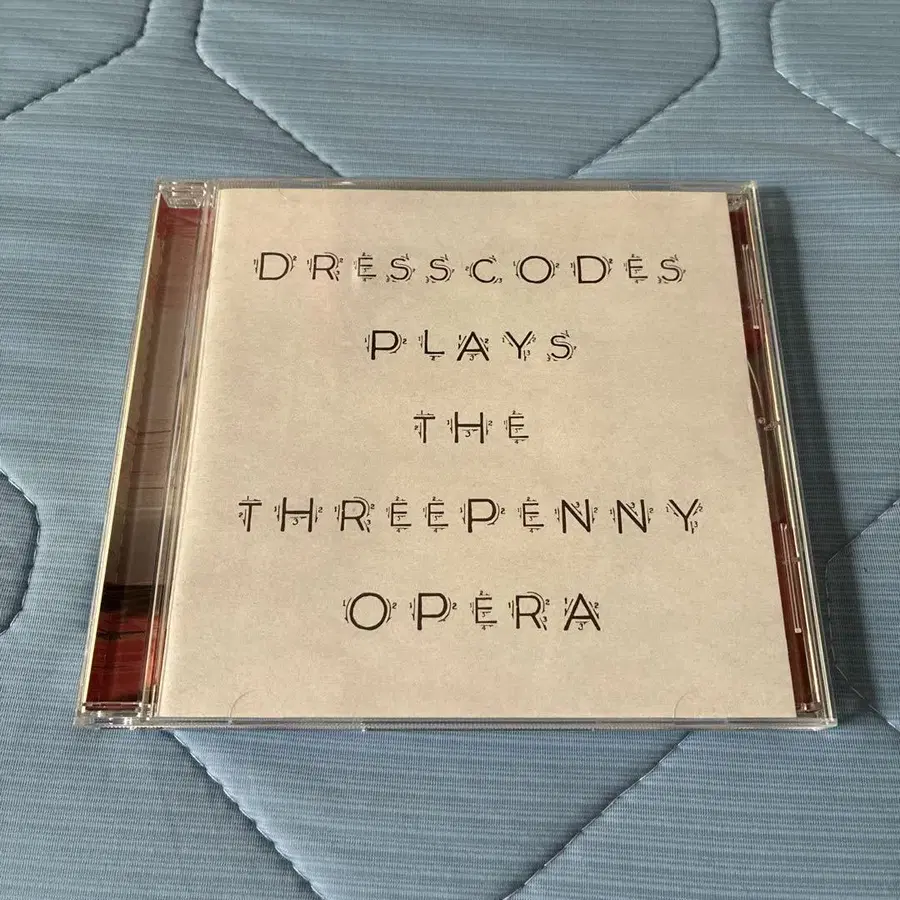 DRESSCODES
PLAYS
THE
THREEPENNY
OPERA